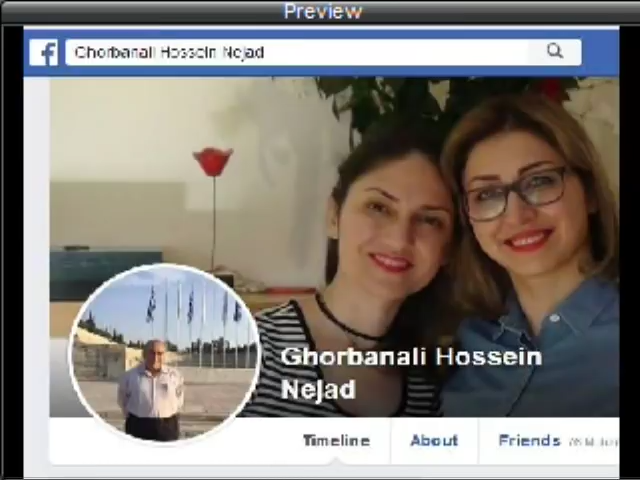 Preview
f Ghorbanali Hossein Nejad
Ghorbanali Hossein
Nejad
Timeline About Friends